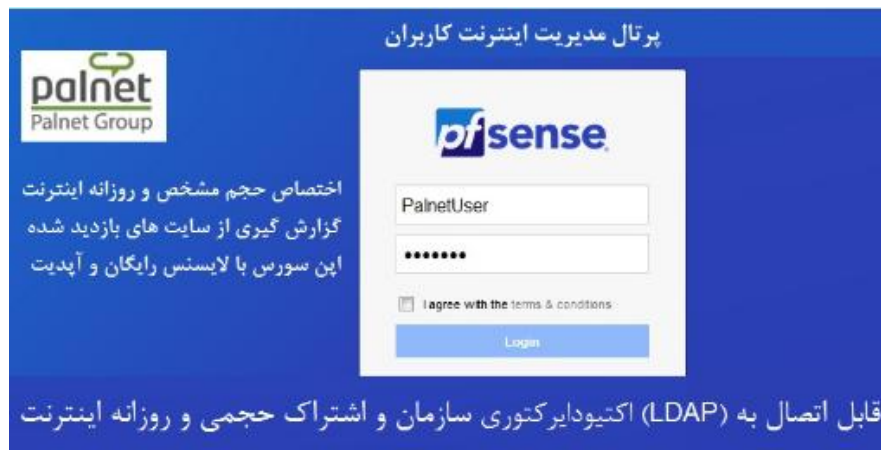 پرتال مدیریت اینترنت کاربران
palnet
Palnet Group
pfsense
اختصاص حجم مشخص و روزانه اینترنت
گزارش گیری از سایت های بازدید شده
اپن سورس با لایسنس رایگان و آپدیت
PalnetUser
•••••••
I agree with the terms & conditions
Login
قابل اتصال به (LDAP) اکتیودایرکتوری سازمان و اشتراک حجمی و روزانه اینترنت